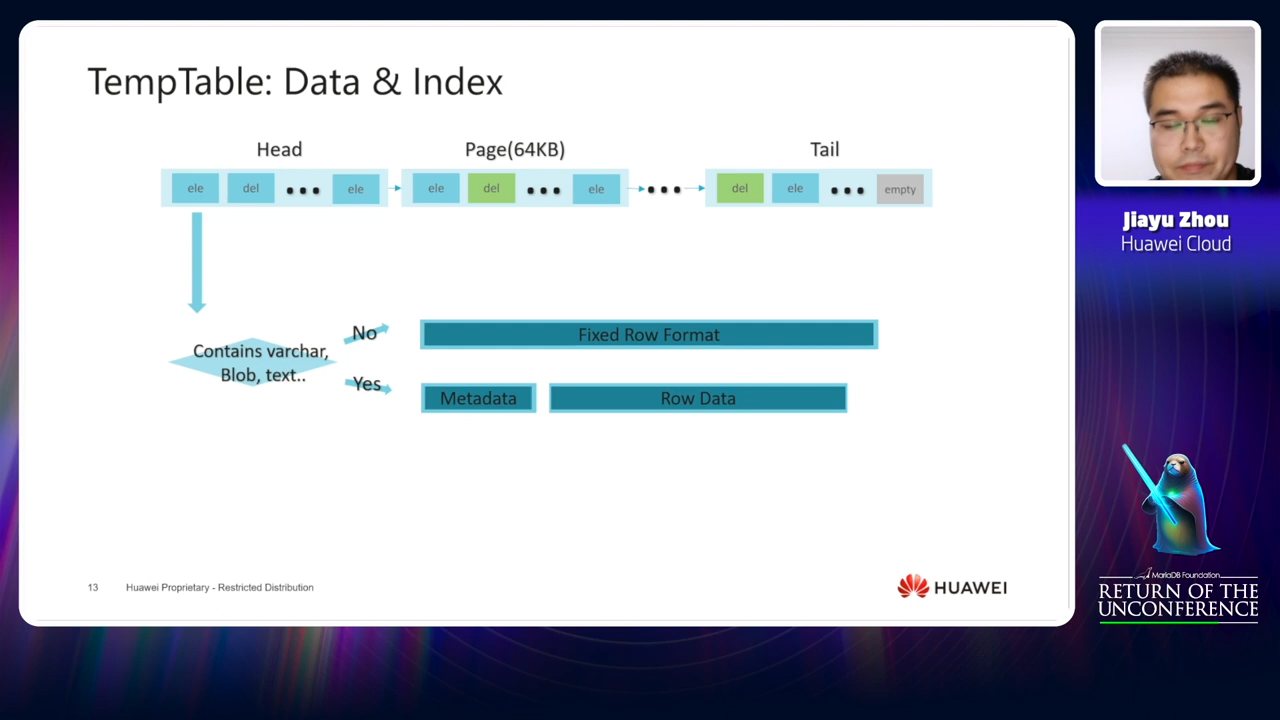 TempTable: Data & Index
Head
Page(64KB)
Tail
ele
del
ele
ele
del
ele
del
ele
empty
Contains varchar,
Blob, text..
No
Yes
Fixed Row Format
Metadata
Row Data
13
Huawei Proprietary - Restricted Distribution
HUAWEI
Jiayu Zhou
Huawei Cloud
MariaDB Foundation
RETURN OF THE
UNCONFERENCE